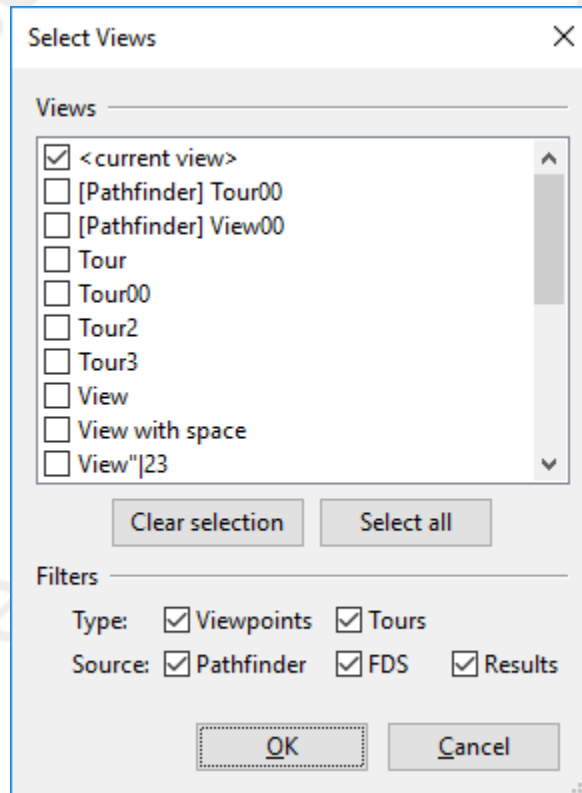 Select Views
Views
<current view>
[Pathfinder] Tour00
[Pathfinder] View00
Tour
Tour00
Tour2
Tour3
View
View with space
View"|23
Clear selection Select all
Filters
Type: Viewpoints Tours
Source: Pathfinder FDS Results
OK Cancel